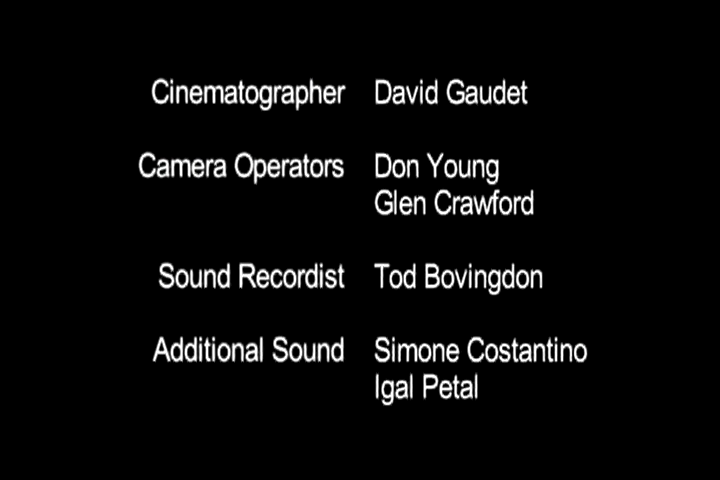 Cinematographer David Gaudet
Camera Operators Don Young
Glen Crawford
Sound Recordist Tod Bovingdon
Additional Sound Simone Costantino
Igal Petal